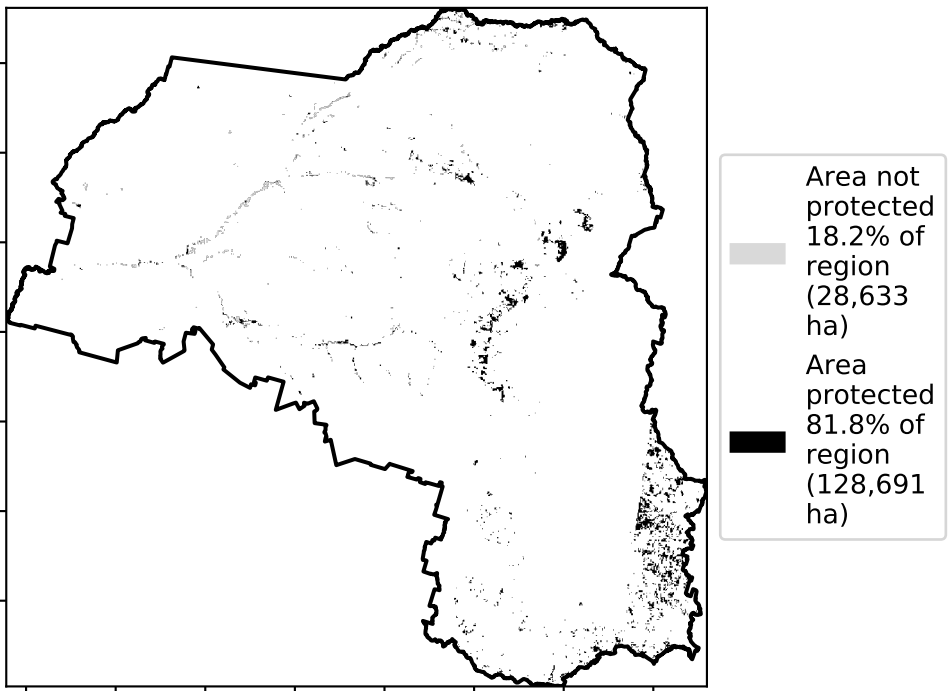 Area not
protected
18.2% of
region
(28,633
ha)
Area
protected
81.8% of
region
(128,691
ha)